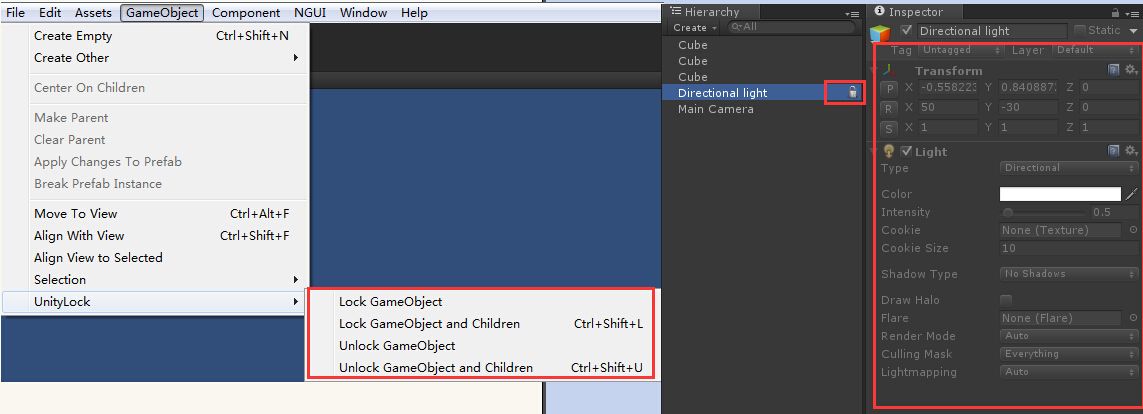 File Edit Assets GameObject Component NGUI Window Help
Create Empty Ctrl+Shift+N
Create Other
Center On Children
Make Parent
Clear Parent
Apply Changes To Prefab
Break Prefab Instance
Move To View Ctrl+Alt+F
Align With View Ctrl+Shift+F
Align View to Selected
Selection
UnityLock
Lock GameObject
Lock GameObject and Children Ctrl+Shift+L
Unlock GameObject
Unlock GameObject and Children Ctrl+Shift+U
Hierarchy
Create All
Cube
Cube
Cube
Directional light
Main Camera
Inspector
Directional light Static
Tag Untagged Layer Default
Transform
P X -0.558223 Y 0.840887 Z 0
R X 50 Y -30 Z 0
S X 1 Y 1 Z 1
Light
Type Directional
Color
Intensity 0.5
Cookie None (Texture)
Cookie Size 10
Shadow Type No Shadows
Draw Halo
Flare None (Flare)
Render Mode Auto
Culling Mask Everything
Lightmapping Auto